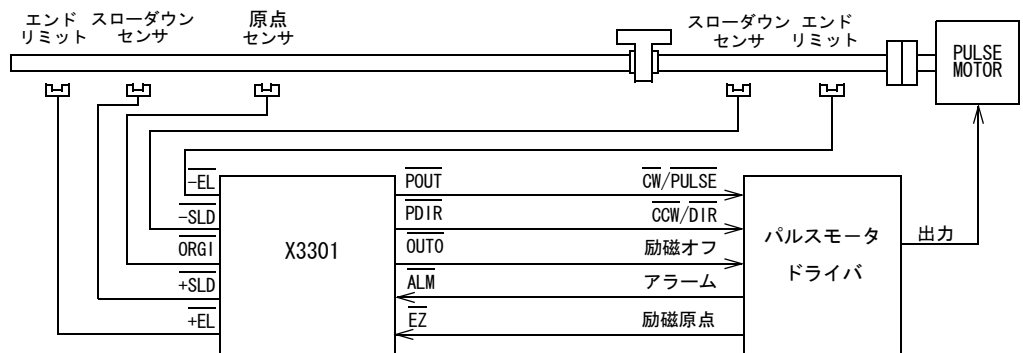 エンド
リミット
スローダウン
センサ
原点
センサ
スローダウン
センサ
エンド
リミット
PULSE
MOTOR
-EL
-SLD
ORGI
+SLD
+EL
X3301
POUT
PDIR
OUT0
ALM
EZ
CW/PULSE
CCW/DIR
励磁オフ
アラーム
励磁原点
パルスモータ
ドライバ
出力